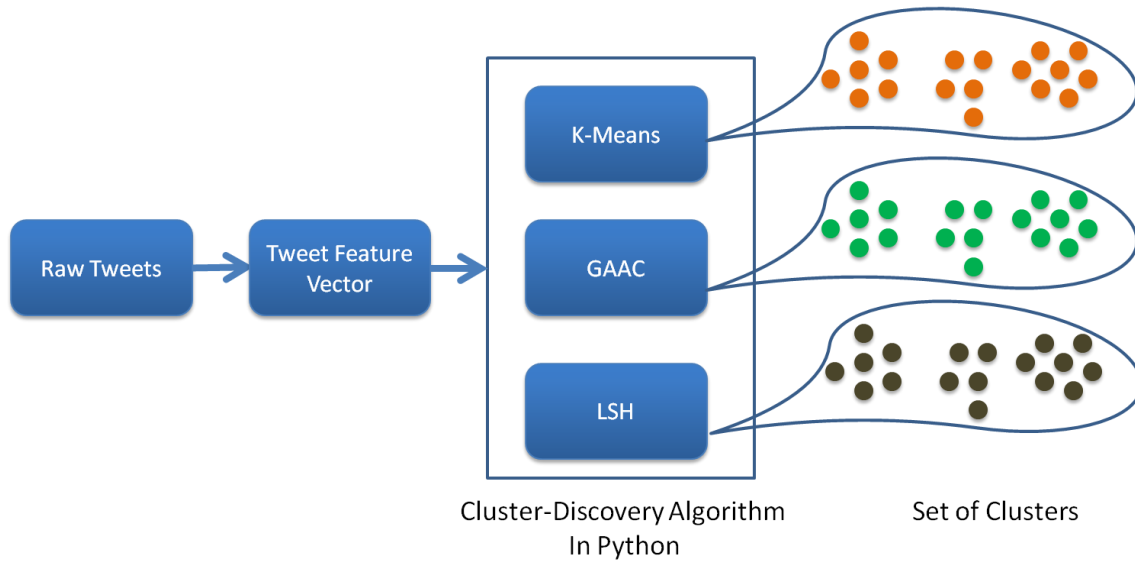 Raw Tweets
Tweet Feature
Vector
K-Means
GAAC
LSH
Cluster-Discovery Algorithm
In Python
Set of Clusters